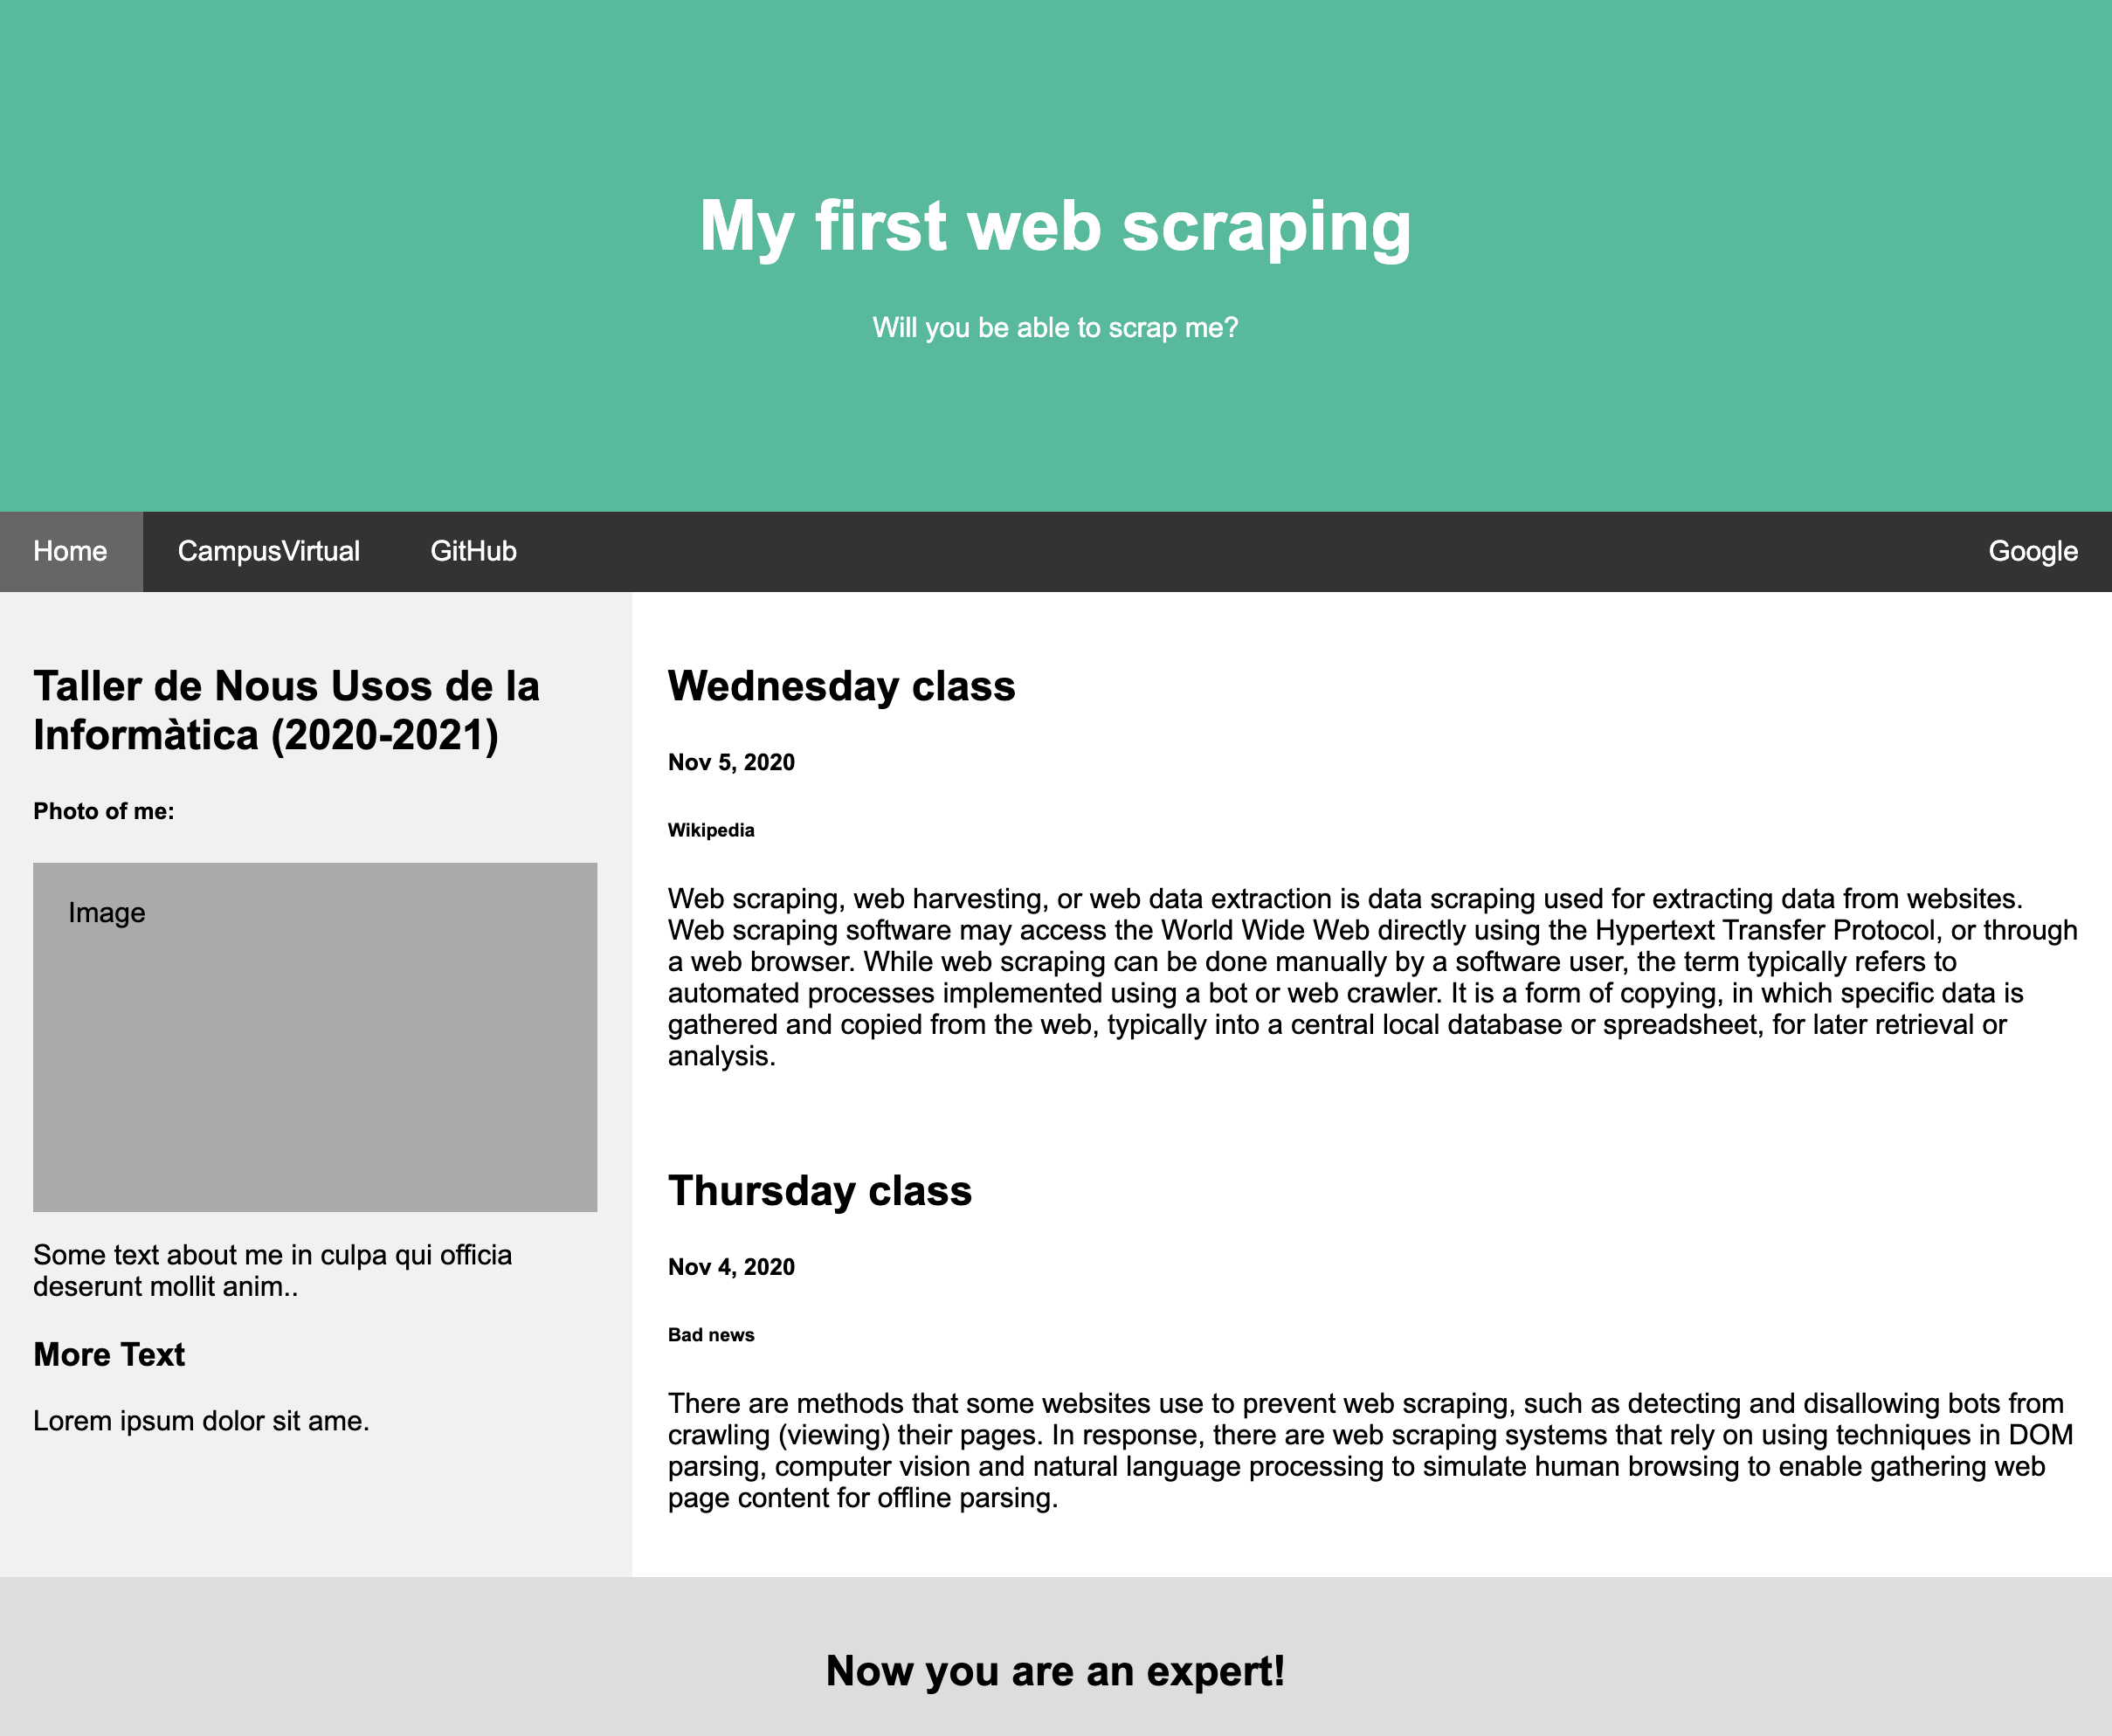 My first web scraping
Will you be able to scrap me?
Home CampusVirtual GitHub Google
Taller de Nous Usos de la
Informàtica (2020-2021)
Photo of me:
Image
Some text about me in culpa qui officia
deserunt mollit anim..
More Text
Lorem ipsum dolor sit ame.
Wednesday class
Nov 5, 2020
Wikipedia
Web scraping, web harvesting, or web data extraction is data scraping used for extracting data from websites.
Web scraping software may access the World Wide Web directly using the Hypertext Transfer Protocol, or through
a web browser. While web scraping can be done manually by a software user, the term typically refers to
automated processes implemented using a bot or web crawler. It is a form of copying, in which specific data is
gathered and copied from the web, typically into a central local database or spreadsheet, for later retrieval or
analysis.
Thursday class
Nov 4, 2020
Bad news
There are methods that some websites use to prevent web scraping, such as detecting and disallowing bots from
crawling (viewing) their pages. In response, there are web scraping systems that rely on using techniques in DOM
parsing, computer vision and natural language processing to simulate human browsing to enable gathering web
page content for offline parsing.
Now you are an expert!